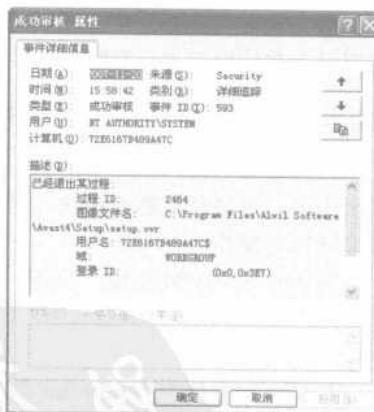 成功审核 属性
事件详细信息
日期(A): 来源(S): Security
时间(M): 15:58:42 类别(R): 详细追踪
类型(E): 成功审核 事件 ID(I): 593
用户(U): NT AUTHORITY\SYSTEM
计算机(O): 72E6167B489A47C
描述(D):
已经退出某过程:
过程 ID: 2464
图像文件名: C:\Program Files\Alwil Software
\Avast4\Setup\setup.ovr
用户名: 72E6167B489A47C$
域: WORKGROUP
登录 ID: (0x0,0x3E7)
确定 取消